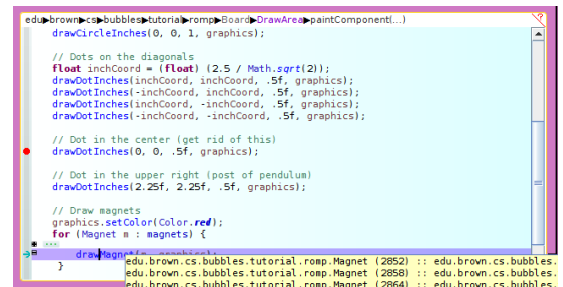 edu▶brown▶cs▶bubbles▶tutorial▶romp▶Board▶DrawArea▶paintComponent(...)
drawCircleInches(0, 0, 1, graphics);
// Dots on the diagonals
float inchCoord = (float) (2.5 / Math.sqrt(2));
drawDotInches(inchCoord, inchCoord, .5f, graphics);
drawDotInches(-inchCoord, inchCoord, .5f, graphics);
drawDotInches(inchCoord, -inchCoord, .5f, graphics);
drawDotInches(-inchCoord, -inchCoord, .5f, graphics);
// Dot in the center (get rid of this)
drawDotInches(0, 0, .5f, graphics);
// Dot in the upper right (post of pendulum)
drawDotInches(2.25f, 2.25f, .5f, graphics);
// Draw magnets
graphics.setColor(Color.red);
for (Magnet m : magnets) {
...
drawMagnet(m, graphics);
edu.brown.cs.bubbles.tutorial.romp.Magnet (2852) :: edu.brown.cs.bubbles.
}
edu.brown.cs.bubbles.tutorial.romp.Magnet (2858) :: edu.brown.cs.bubbles.
edu.brown.cs.bubbles.tutorial.romp.Magnet (2864) :: edu.brown.cs.bubbles.